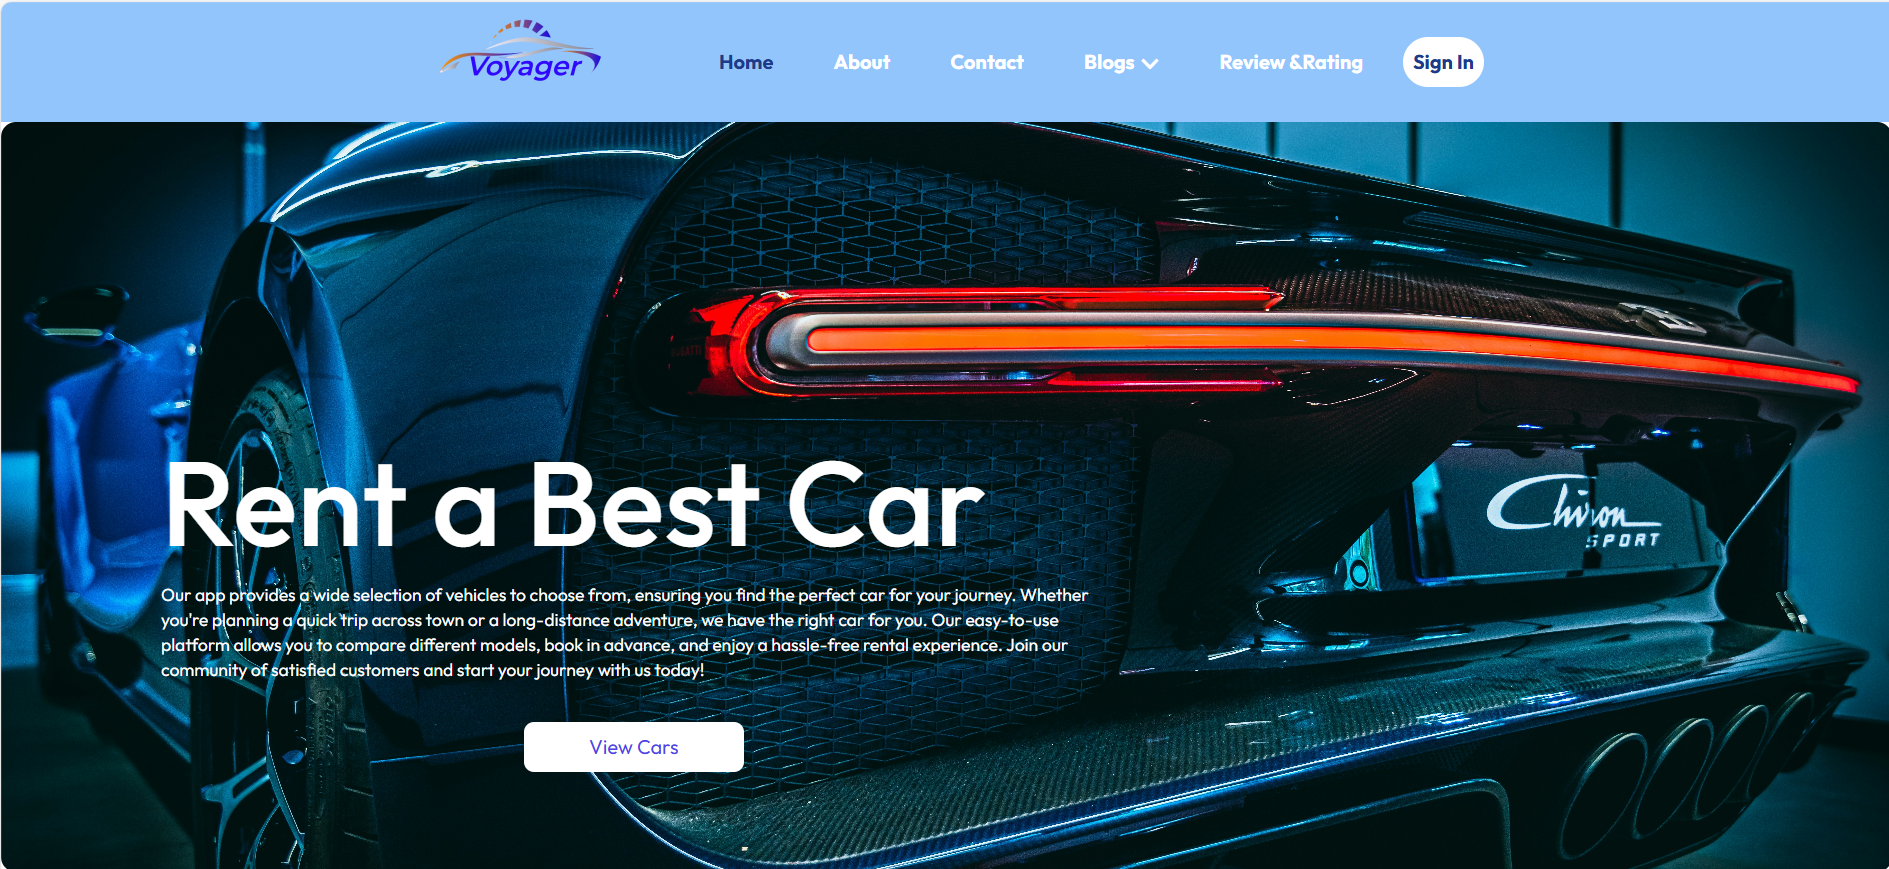 Voyager
Home About Contact Blogs Review &Rating Sign In
BUGATTI
Chiron
SPORT
Rent a Best Car
Our app provides a wide selection of vehicles to choose from, ensuring you find the perfect car for your journey. Whether
you're planning a quick trip across town or a long-distance adventure, we have the right car for you. Our easy-to-use
platform allows you to compare different models, book in advance, and enjoy a hassle-free rental experience. Join our
community of satisfied customers and start your journey with us today!
View Cars